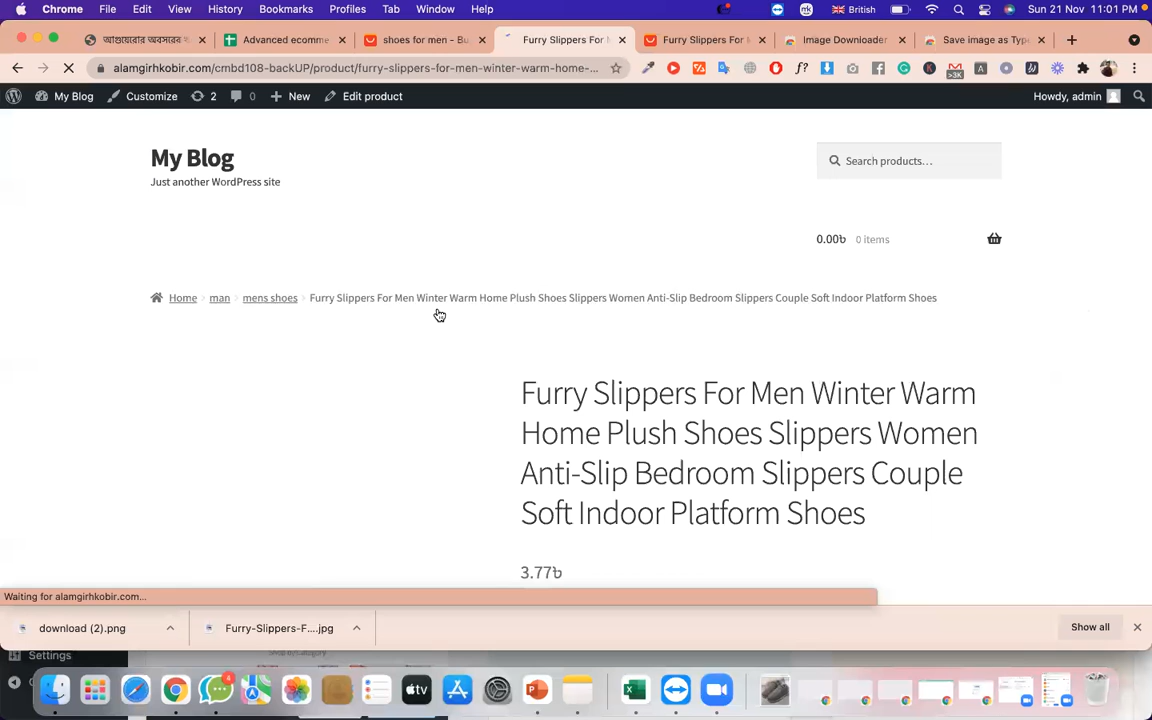 Chrome File Edit View History Bookmarks Profiles Tab Window Help British Sun 21 Nov 11:01 PM
আগুয়েরোর অবসরের খ Advanced ecomme shoes for men - Bu Furry Slippers For M Furry Slippers For M Image Downloader Save image as Type
alamgirhkobir.com/cmbd108-backUP/product/furry-slippers-for-men-winter-warm-home-...
My Blog Customize 2 0 New Edit product Howdy, admin
My Blog
Search products…
Just another WordPress site
0.00৳ 0 items
Home man mens shoes Furry Slippers For Men Winter Warm Home Plush Shoes Slippers Women Anti-Slip Bedroom Slippers Couple Soft Indoor Platform Shoes
Furry Slippers For Men Winter Warm
Home Plush Shoes Slippers Women
Anti-Slip Bedroom Slippers Couple
Soft Indoor Platform Shoes
3.77৳
Waiting for alamgirhkobir.com...
download (2).png Furry-Slippers-F....jpg Show all
Settings
tv